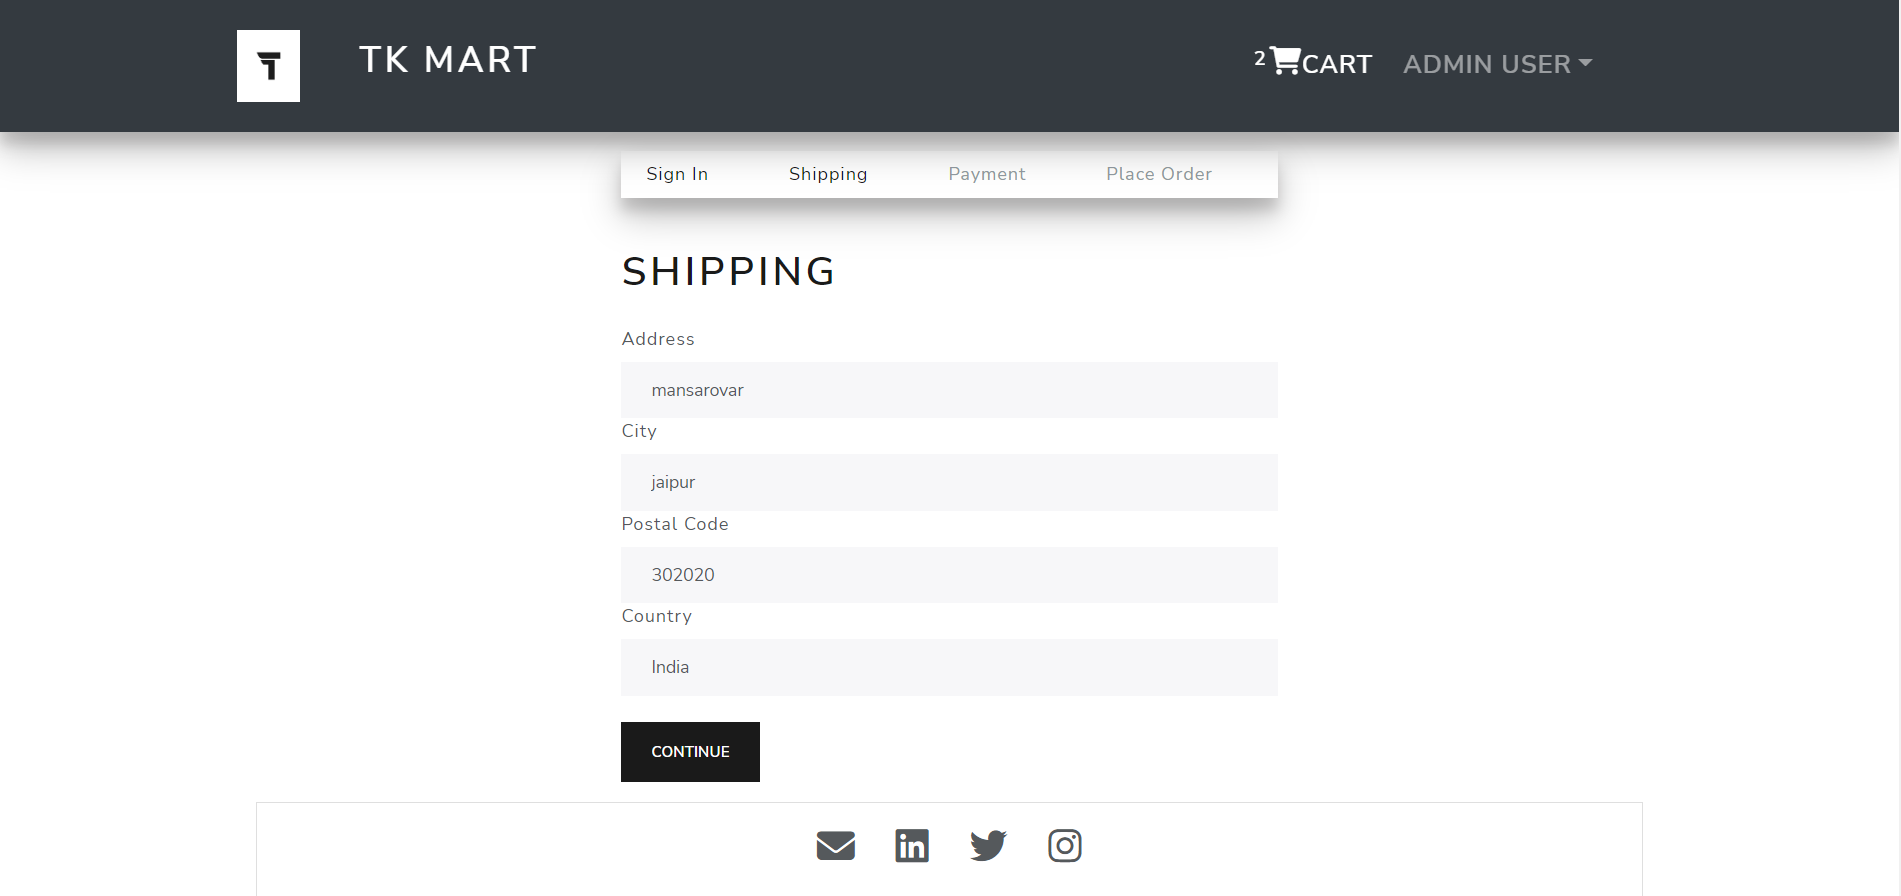 TK MART
2 CART ADMIN USER
Sign In Shipping Payment Place Order
SHIPPING
Address
mansarovar
City
jaipur
Postal Code
302020
Country
India
CONTINUE